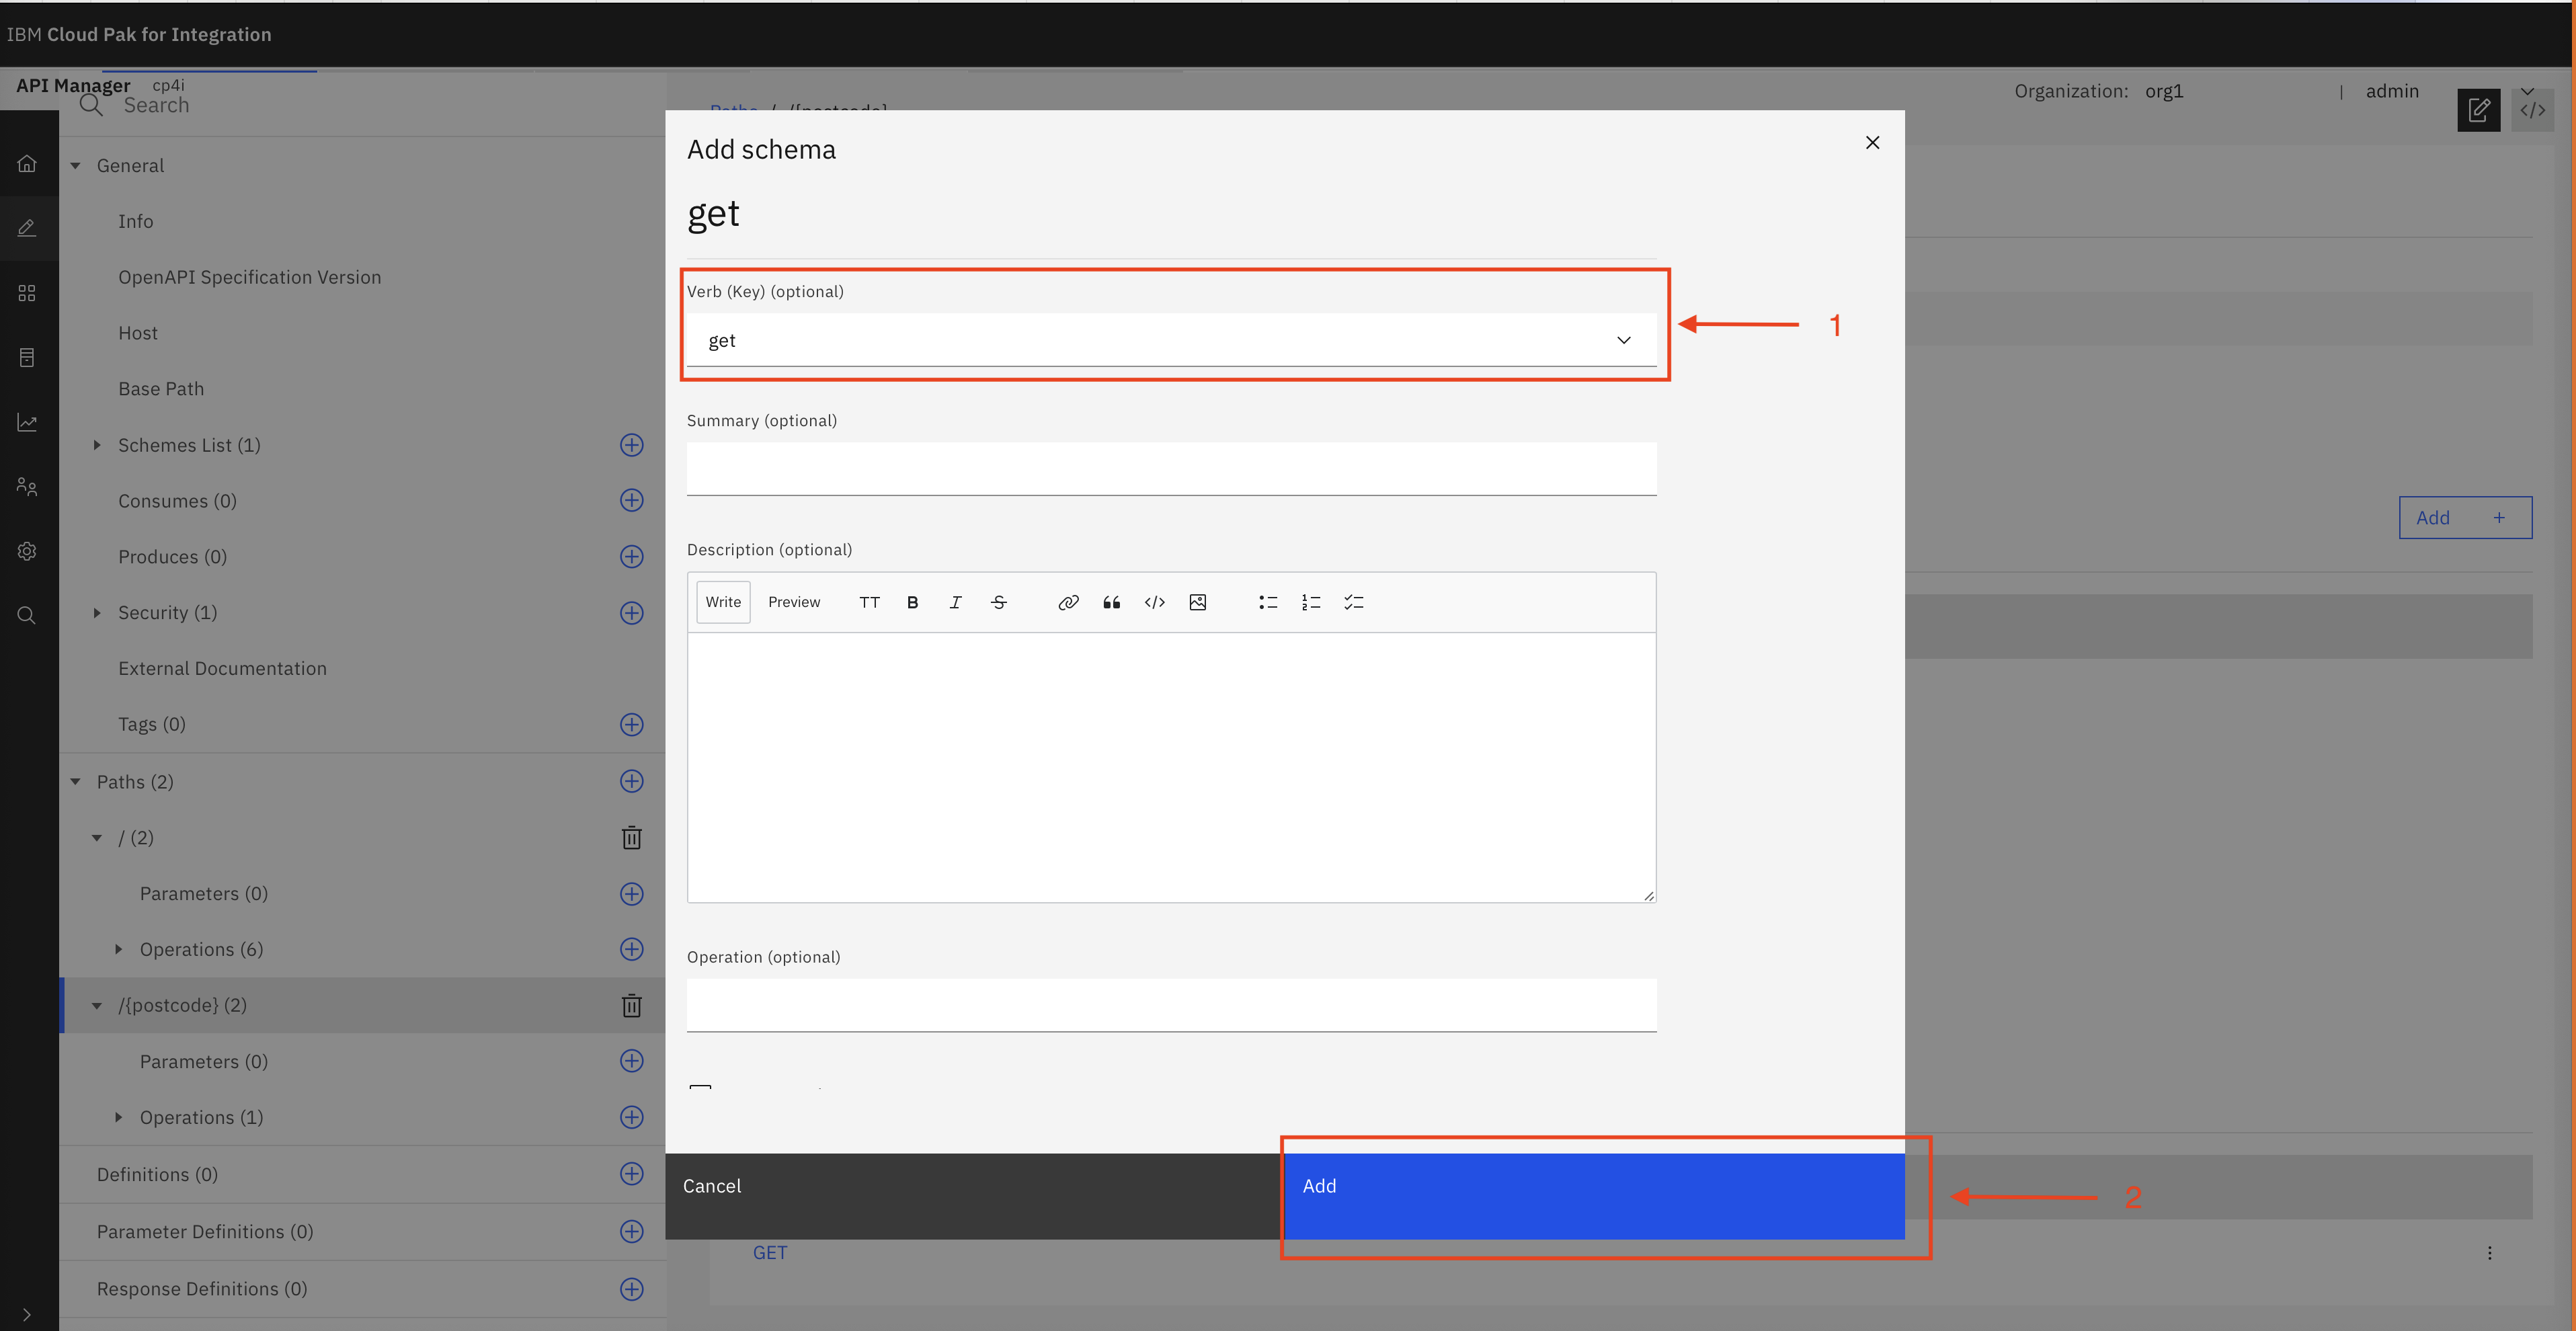 IBM Cloud Pak for Integration
API Manager cp4i
Organization: org1 | admin
Search
Paths / /{postcode}
General
Info
OpenAPI Specification Version
Host
Base Path
Schemes List (1)
Consumes (0)
Produces (0)
Security (1)
External Documentation
Tags (0)
Paths (2)
/ (2)
Parameters (0)
Operations (6)
/{postcode} (2)
Parameters (0)
Operations (1)
Definitions (0)
Parameter Definitions (0)
Response Definitions (0)
Add schema
get
Verb (Key) (optional)
get
1
Summary (optional)
Description (optional)
Write Preview TT B I S
Operation (optional)
Cancel
Add
2
Add +
GET